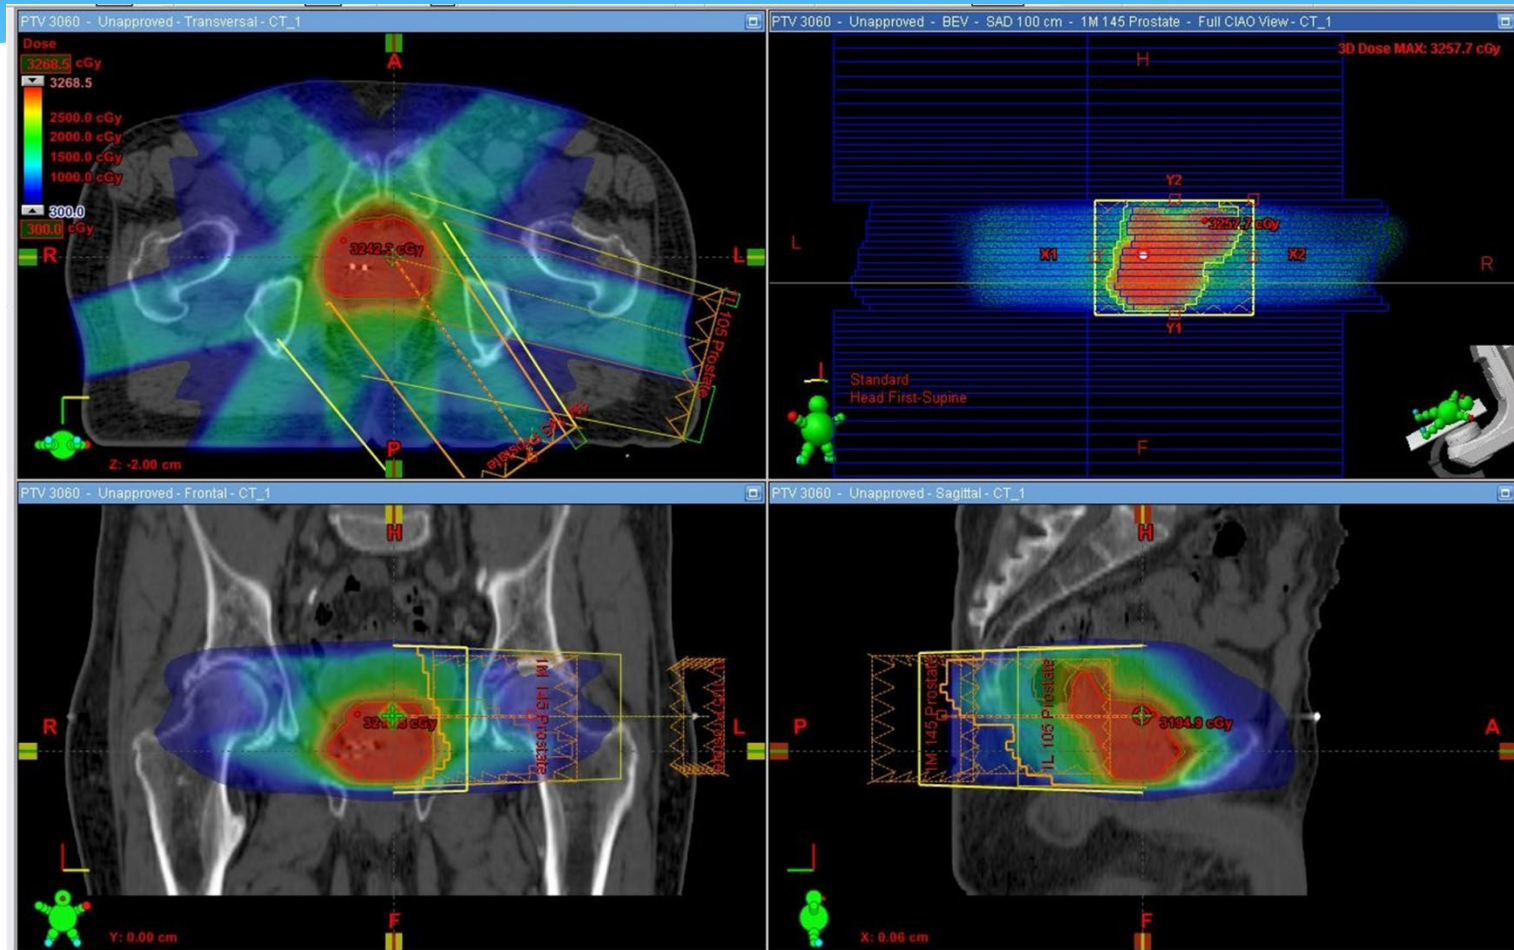 PTV 3060 - Unapproved - Transversal - CT_1
Dose
3268.5 cGy
3268.5
2500.0 cGy
2000.0 cGy
1500.0 cGy
1000.0 cGy
300.0
300.0 cGy
A
R
L
P
3242.7 cGy
1L 105 Prostate
Z: -2.00 cm
PTV 3060 - Unapproved - BEV - SAD 100 cm - 1M 145 Prostate - Full CIAO View - CT_1
3D Dose MAX: 3257.7 cGy
H
Y2
3257.7 cGy
L
X1
X2
R
Y1
Standard
Head First-Supine
F
PTV 3060 - Unapproved - Frontal - CT_1
H
1M 145 Prostate
R
cGy
L
F
Y: 0.00 cm
PTV 3060 - Unapproved - Sagittal - CT_1
H
1M 145 Prostate
1L 105 Prostate
P
3194.9 cGy
A
F
X: 0.06 cm